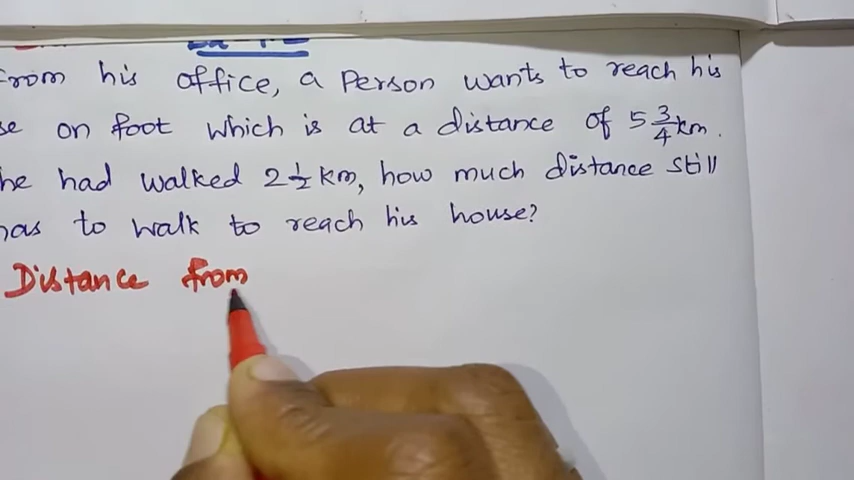 from his office, a Person wants to reach his
se on foot which is at a distance of 5 3/4 km.
he had walked 2 1/2 km, how much distance still
has to walk to reach his house?
Distance from